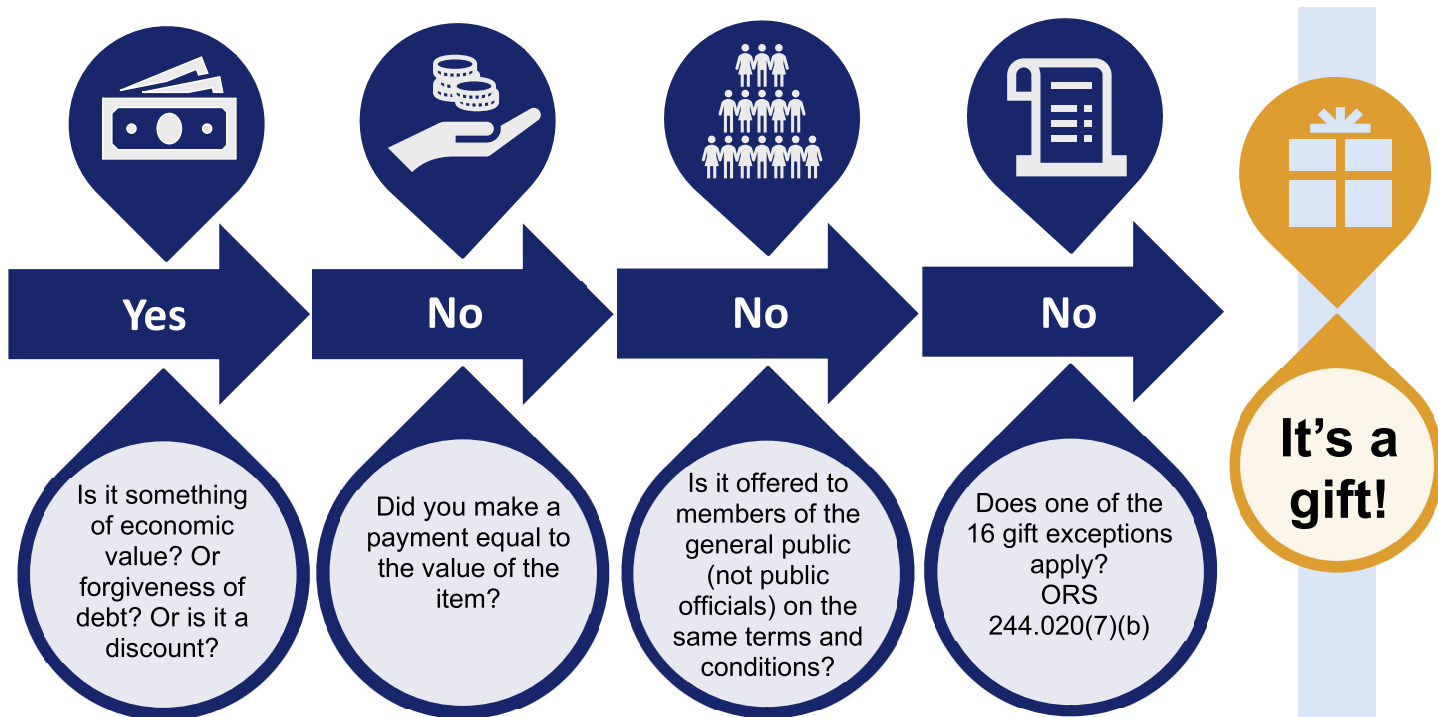 Yes
No
No
No
Is it something
of economic
value? Or
forgiveness of
debt? Or is it a
discount?
Did you make a
payment equal to
the value of the
item?
Is it offered to
members of the
general public
(not public
officials) on the
same terms and
conditions?
Does one of the
16 gift exceptions
apply?
ORS
244.020(7)(b)
It’s a
gift!